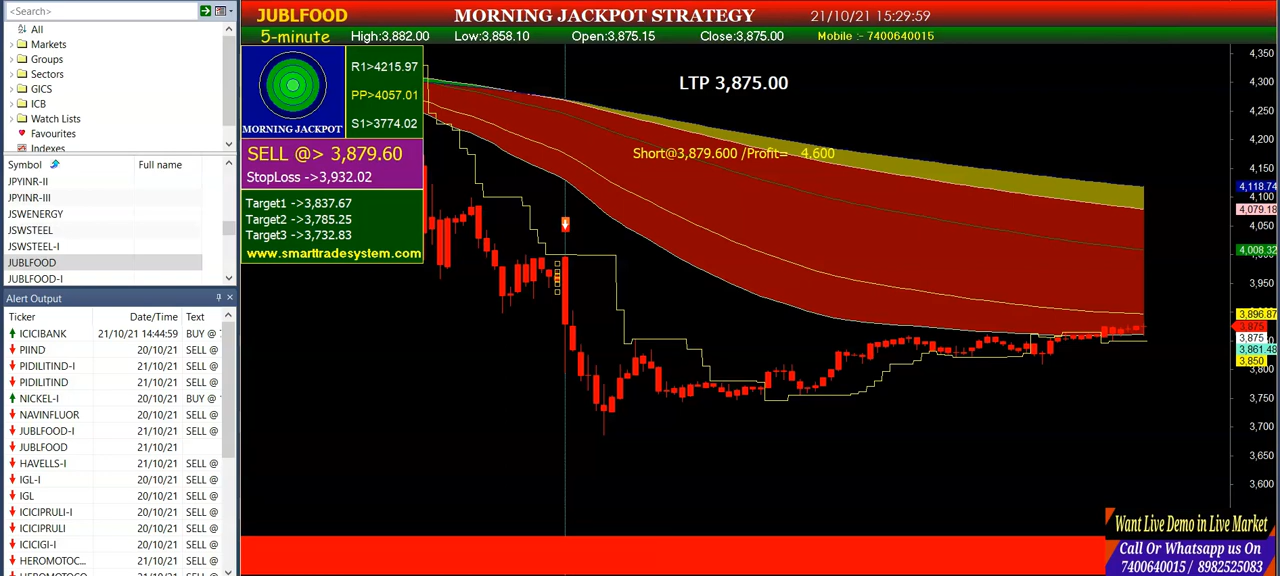 <Search>
All
Markets
Groups
Sectors
GICS
ICB
Watch Lists
Favourites
Indexes
Symbol Full name
JPYINR-II
JPYINR-III
JSWENERGY
JSWSTEEL
JSWSTEEL-I
JUBLFOOD
JUBLFOOD-I
Alert Output
Ticker Date/Time Text
ICICIBANK 21/10/21 14:44:59 BUY @
PIIND 20/10/21 SELL @
PIDILITIND-I 20/10/21 SELL @
PIDILITIND 20/10/21 SELL @
NICKEL-I 20/10/21 BUY @
NAVINFLUOR 21/10/21 SELL @
JUBLFOOD-I 21/10/21 SELL @
JUBLFOOD 21/10/21
HAVELLS-I 21/10/21 SELL @
IGL-I 21/10/21 SELL @
IGL 21/10/21 SELL @
ICICIPRULI-I 21/10/21 SELL @
ICICIPRULI 21/10/21 SELL @
ICICIGI-I 21/10/21 SELL @
HEROMOTOC... 21/10/21 SELL @
JUBLFOOD MORNING JACKPOT STRATEGY 21/10/21 15:29:59
5-minute High:3,882.00 Low:3,858.10 Open:3,875.15 Close:3,875.00 Mobile :- 7400640015
MORNING JACKPOT
R1>4215.97
PP>4057.01
S1>3774.02
SELL @> 3,879.60
StopLoss ->3,932.02
Target1 ->3,837.67
Target2 ->3,785.25
Target3 ->3,732.83
www.smarttradesystem.com
LTP 3,875.00
Short@3,879.600 /Profit= 4.600
4,350
4,300
4,250
4,200
4,150
4,118.74
4,100
4,079.18
4,050
4,008.32
3,950
3,896.87
3,875
3,875
3,861.48
3,850
3,800
3,750
3,700
3,650
3,600
Want Live Demo in Live Market
Call Or Whatsapp us On
7400640015 / 8982525083